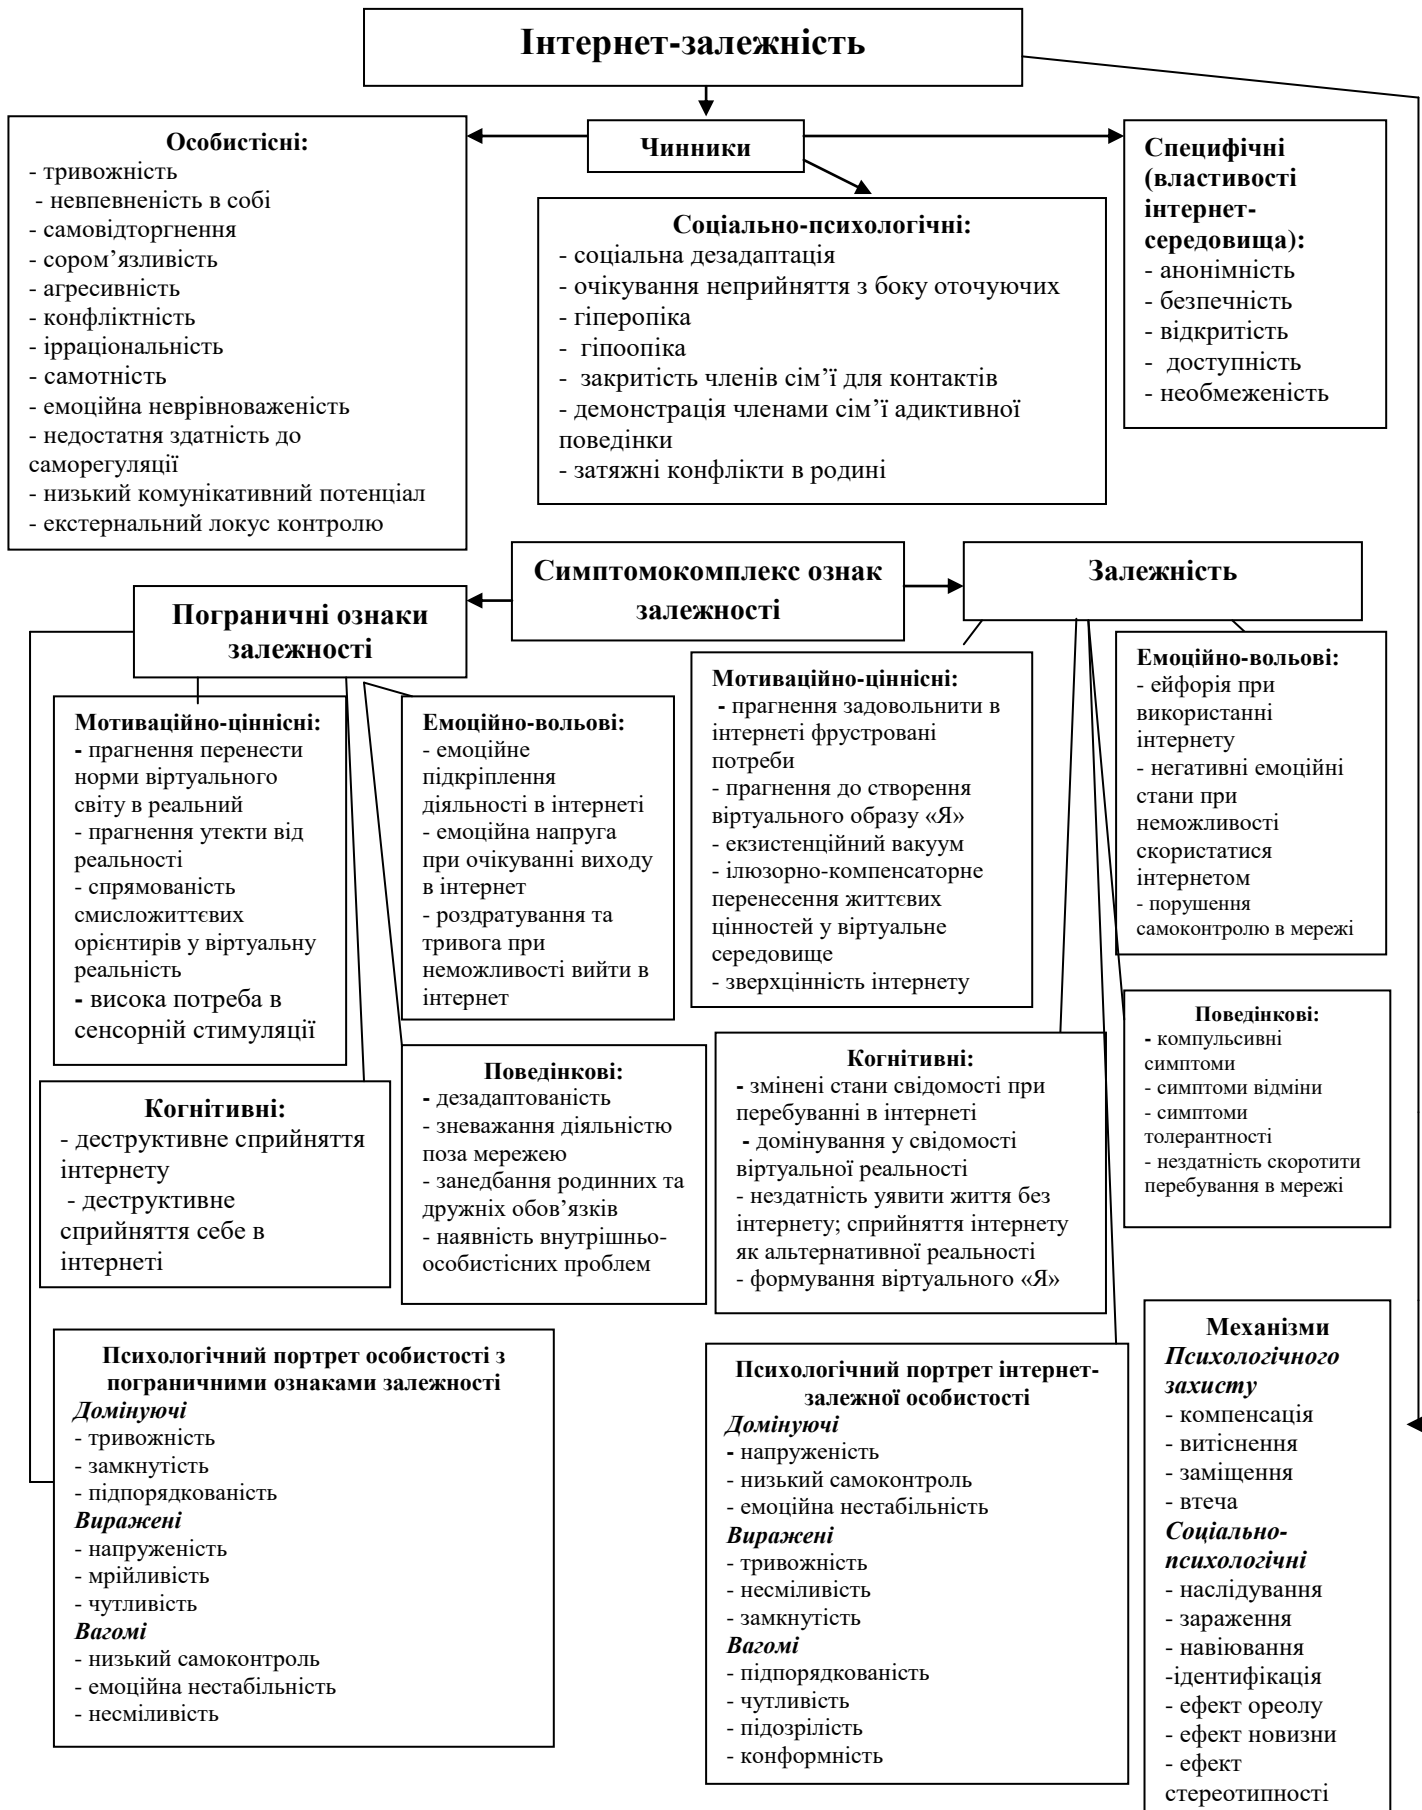 Інтернет-залежність
Чинники
Особистісні:
- тривожність
- невпевненість в собі
- самовідторгнення
- сором’язливість
- агресивність
- конфліктність
- ірраціональність
- самотність
- емоційна неврівноваженість
- недостатня здатність до
саморегуляції
- низький комунікативний потенціал
- екстернальний локус контролю
Соціально-психологічні:
- соціальна дезадаптація
- очікування неприйняття з боку оточуючих
- гіперопіка
- гіпоопіка
- закритість членів сім’ї для контактів
- демонстрація членами сім’ї адиктивної
поведінки
- затяжні конфлікти в родині
Специфічні
(властивості
інтернет-
середовища):
- анонімність
- безпечність
- відкритість
- доступність
- необмеженість
Симптомокомплекс ознак
залежності
Пограничні ознаки
залежності
Залежність
Мотиваційно-ціннісні:
- прагнення перенести
норми віртуального
світу в реальний
- прагнення утекти від
реальності
- спрямованість
смисложиттєвих
орієнтирів у віртуальну
реальність
- висока потреба в
сенсорній стимуляції
Емоційно-вольові:
- емоційне
підкріплення
діяльності в інтернеті
- емоційна напруга
при очікуванні виходу
в інтернет
- роздратування та
тривога при
неможливості вийти в
інтернет
Мотиваційно-ціннісні:
- прагнення задовольнити в
інтернеті фрустровані
потреби
- прагнення до створення
віртуального образу «Я»
- екзистенційний вакуум
- ілюзорно-компенсаторне
перенесення життєвих
цінностей у віртуальне
середовище
- зверхцінність інтернету
Емоційно-вольові:
- ейфорія при
використанні
інтернету
- негативні емоційні
стани при
неможливості
скористатися
інтернетом
- порушення
самоконтролю в мережі
Когнітивні:
- деструктивне сприйняття
інтернету
- деструктивне
сприйняття себе в
інтернеті
Поведінкові:
- дезадаптованість
- зневажання діяльністю
поза мережею
- занедбання родинних та
дружніх обов’язків
- наявність внутрішньо-
особистісних проблем
Когнітивні:
- змінені стани свідомості при
перебуванні в інтернеті
- домінування у свідомості
віртуальної реальності
- нездатність уявити життя без
інтернету; сприйняття інтернету
як альтернативної реальності
- формування віртуального «Я»
Поведінкові:
- компульсивні
симптоми
- симптоми відміни
- симптоми
толерантності
- нездатність скоротити
перебування в мережі
Психологічний портрет особистості з
пограничними ознаками залежності
Домінуючі
- тривожність
- замкнутість
- підпорядкованість
Виражені
- напруженість
- мрійливість
- чутливість
Вагомі
- низький самоконтроль
- емоційна нестабільність
- несміливість
Психологічний портрет інтернет-
залежної особистості
Домінуючі
- напруженість
- низький самоконтроль
- емоційна нестабільність
Виражені
- тривожність
- несміливість
- замкнутість
Вагомі
- підпорядкованість
- чутливість
- підозрілість
- конформність
Механізми
Психологічного
захисту
- компенсація
- витіснення
- заміщення
- втеча
Соціально-
психологічні
- наслідування
- зараження
- навіювання
-ідентифікація
- ефект ореолу
- ефект новизни
- ефект
стереотипності